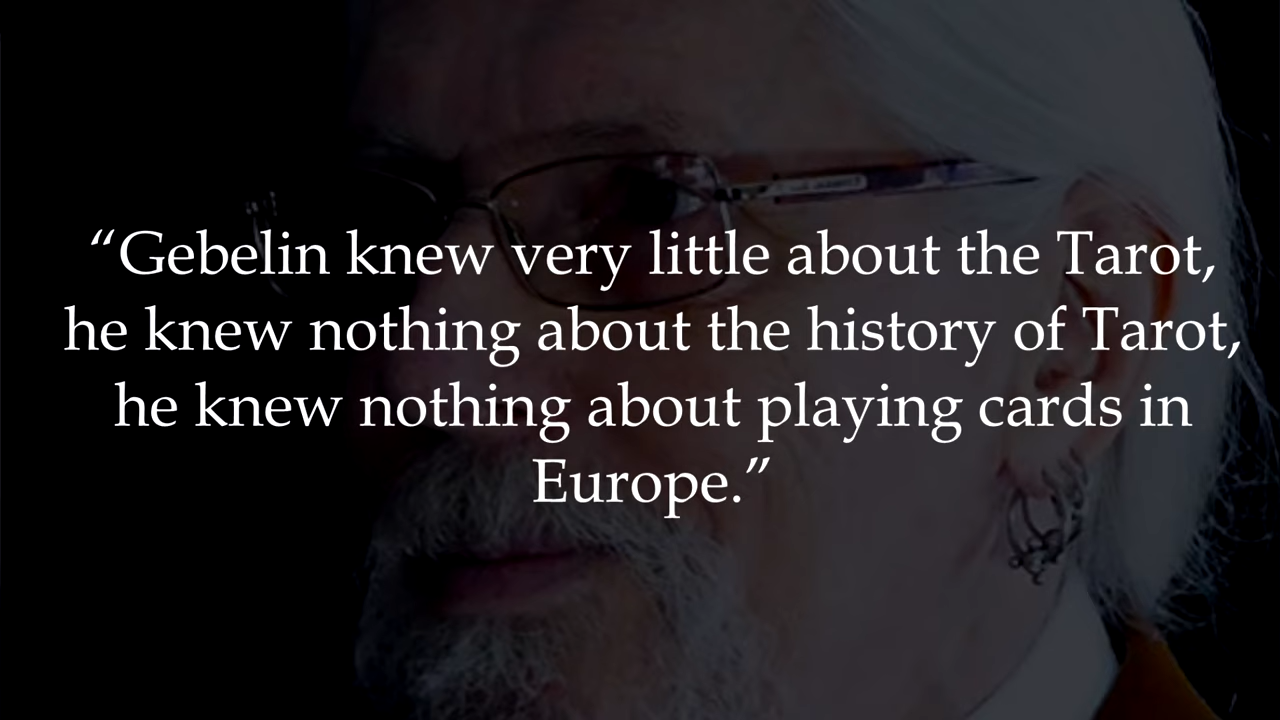 “Gebelin knew very little about the Tarot,
he knew nothing about the history of Tarot,
he knew nothing about playing cards in
Europe.”